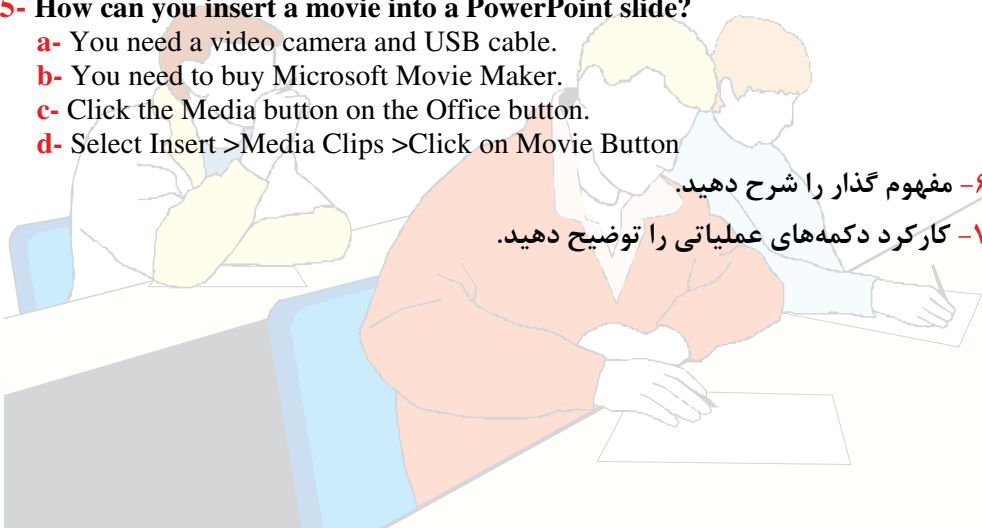 5- How can you insert a movie into a PowerPoint slide?
a- You need a video camera and USB cable.
b- You need to buy Microsoft Movie Maker.
c- Click the Media button on the Office button.
d- Select Insert >Media Clips >Click on Movie Button
۶- مفهوم گذار را شرح دهید.
۷- کارکرد دکمه‌های عملیاتی را توضیح دهید.